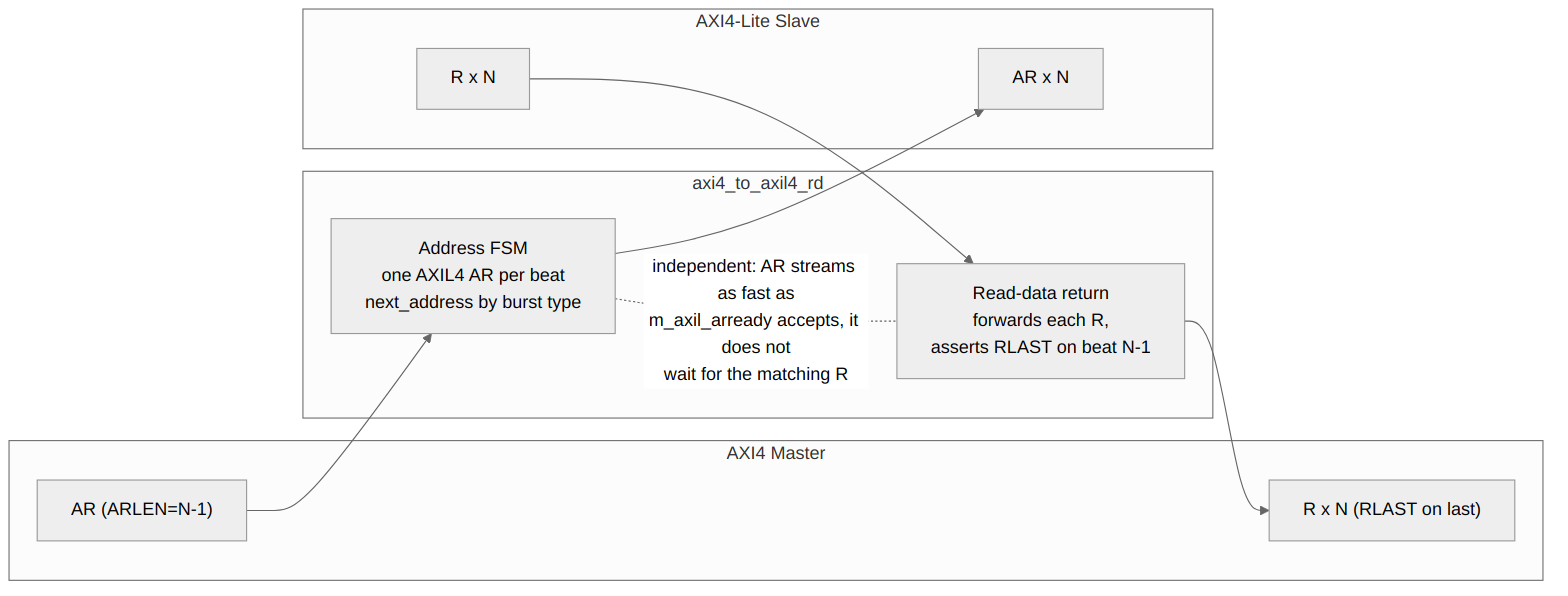 AXI4-Lite Slave
R x N
AR x N
axi4_to_axil4_rd
Address FSM
one AXIL4 AR per beat
next_address by burst type
independent: AR streams
as fast as
m_axil_arready accepts, it
does not
wait for the matching R
Read-data return
forwards each R,
asserts RLAST on beat N-1
AXI4 Master
AR (ARLEN=N-1)
R x N (RLAST on last)